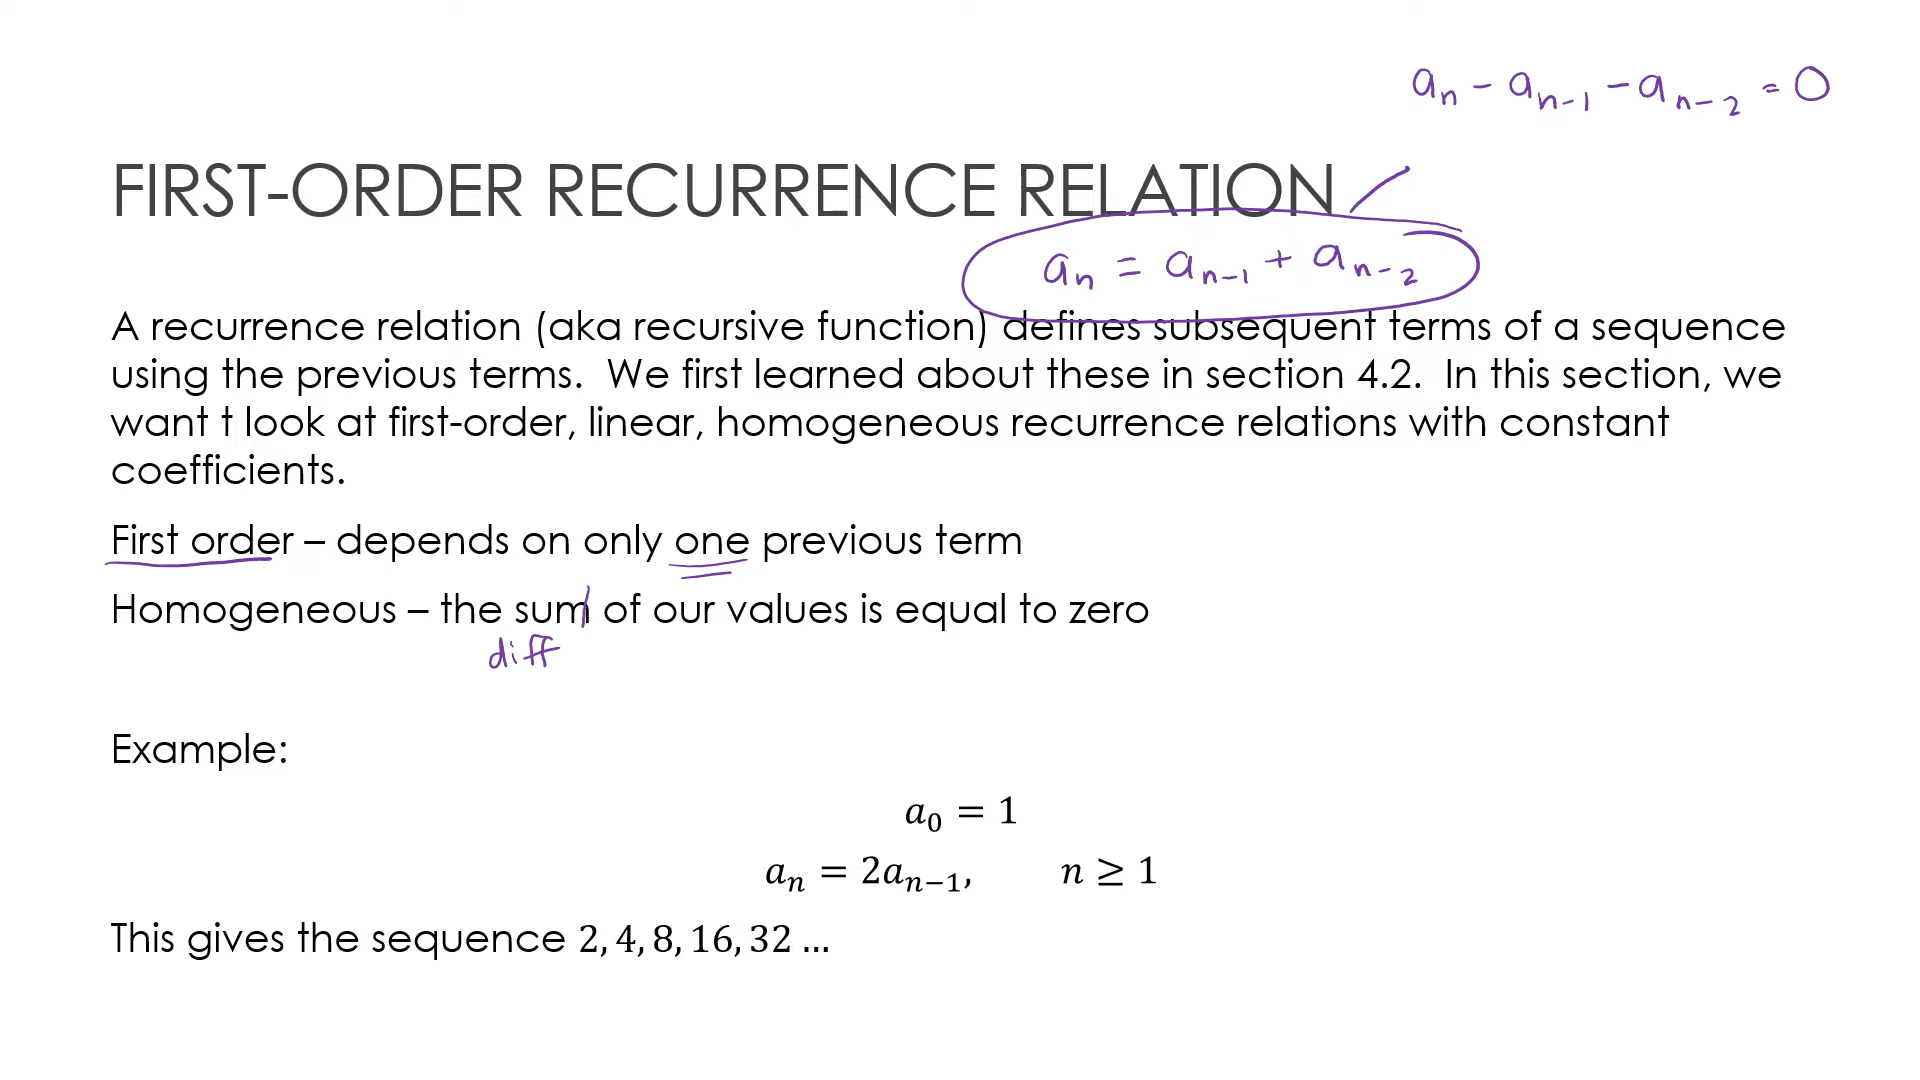 aₙ - aₙ₋₁ - aₙ₋₂ = 0
FIRST-ORDER RECURRENCE RELATION
aₙ = aₙ₋₁ + aₙ₋₂
A recurrence relation (aka recursive function) defines subsequent terms of a sequence
using the previous terms. We first learned about these in section 4.2. In this section, we
want t look at first-order, linear, homogeneous recurrence relations with constant
coefficients.
First order – depends on only one previous term
Homogeneous – the sum/ of our values is equal to zero
diff
Example:
a₀ = 1
aₙ = 2aₙ₋₁, n ≥ 1
This gives the sequence 2, 4, 8, 16, 32 …